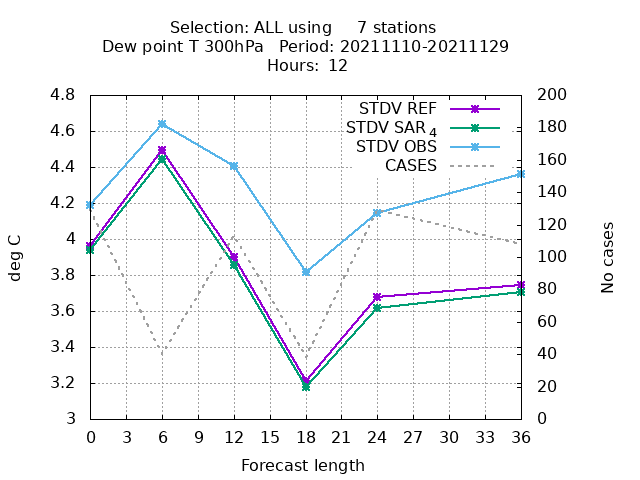 Selection: ALL using     7 stations
Dew point T 300hPa   Period: 20211110-20211129
Hours: 12
STDV REF
STDV SAR 4
STDV OBS
CASES
4.8
4.6
4.4
4.2
4
3.8
3.6
3.4
3.2
3
deg C
200
180
160
140
120
100
80
60
40
20
0
No cases
0 3 6 9 12 15 18 21 24 27 30 33 36
Forecast length